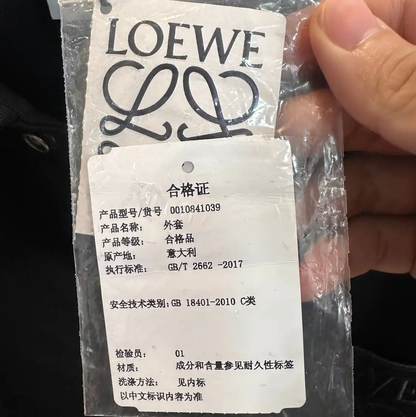 LOEWE
合格证
产品型号/货号 0010841039
产品名称: 外套
产品等级: 合格品
原产地: 意大利
执行标准: GB/T 2662 -2017
安全技术类别:GB 18401-2010 C类
检验员: 01
材质: 成分和含量参见耐久性标签
洗涤方法: 见内标
以中文标识内容为准